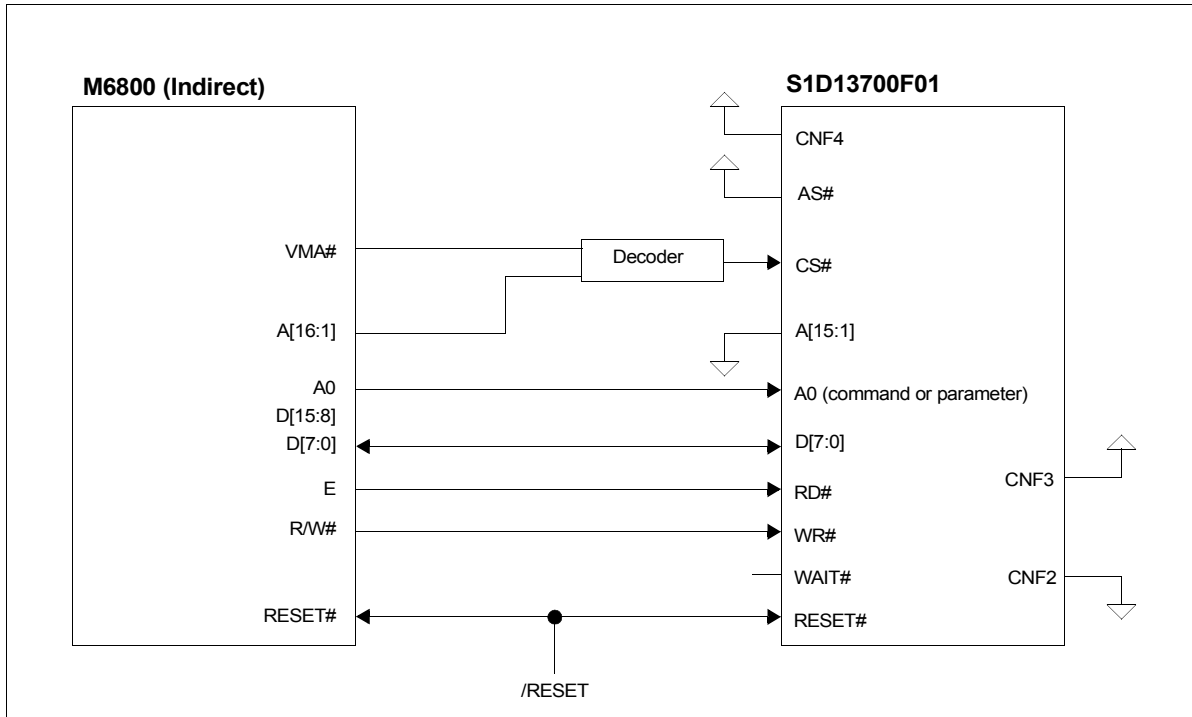 M6800 (Indirect)
S1D13700F01
CNF4
AS#
VMA#
Decoder
CS#
A[16:1]
A[15:1]
A0
A0 (command or parameter)
D[15:8]
D[7:0]
D[7:0]
CNF3
E
RD#
R/W#
WR#
WAIT#
CNF2
RESET#
RESET#
/RESET